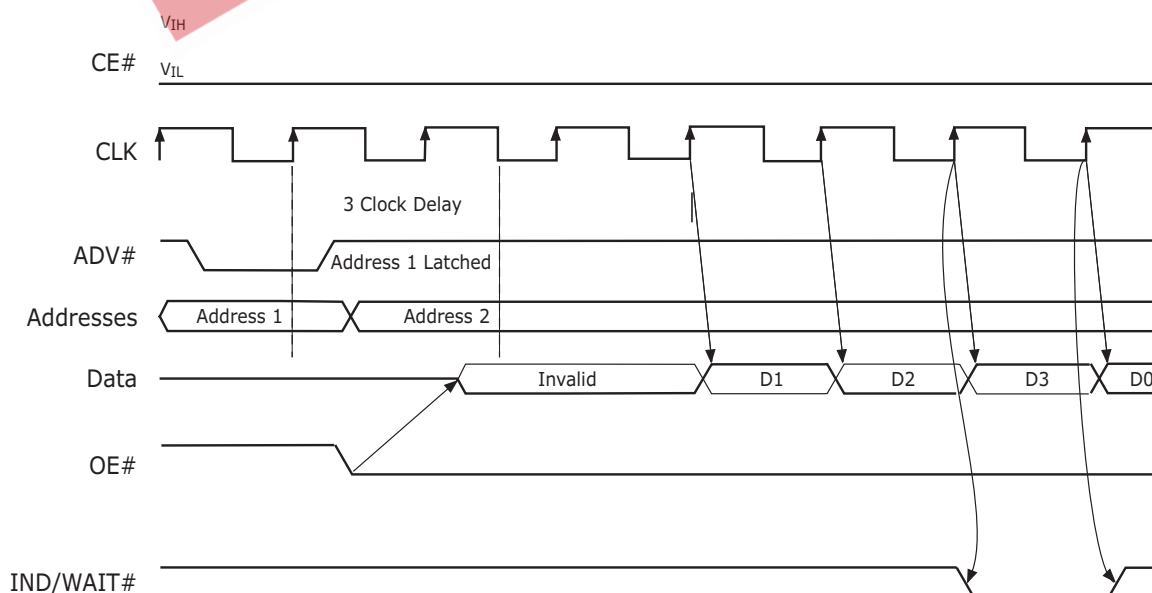 VIH
CE#
VIL
CLK
3 Clock Delay
ADV#
Address 1 Latched
Addresses
Address 1
Address 2
Data
Invalid
D1
D2
D3
D0
OE#
IND/WAIT#